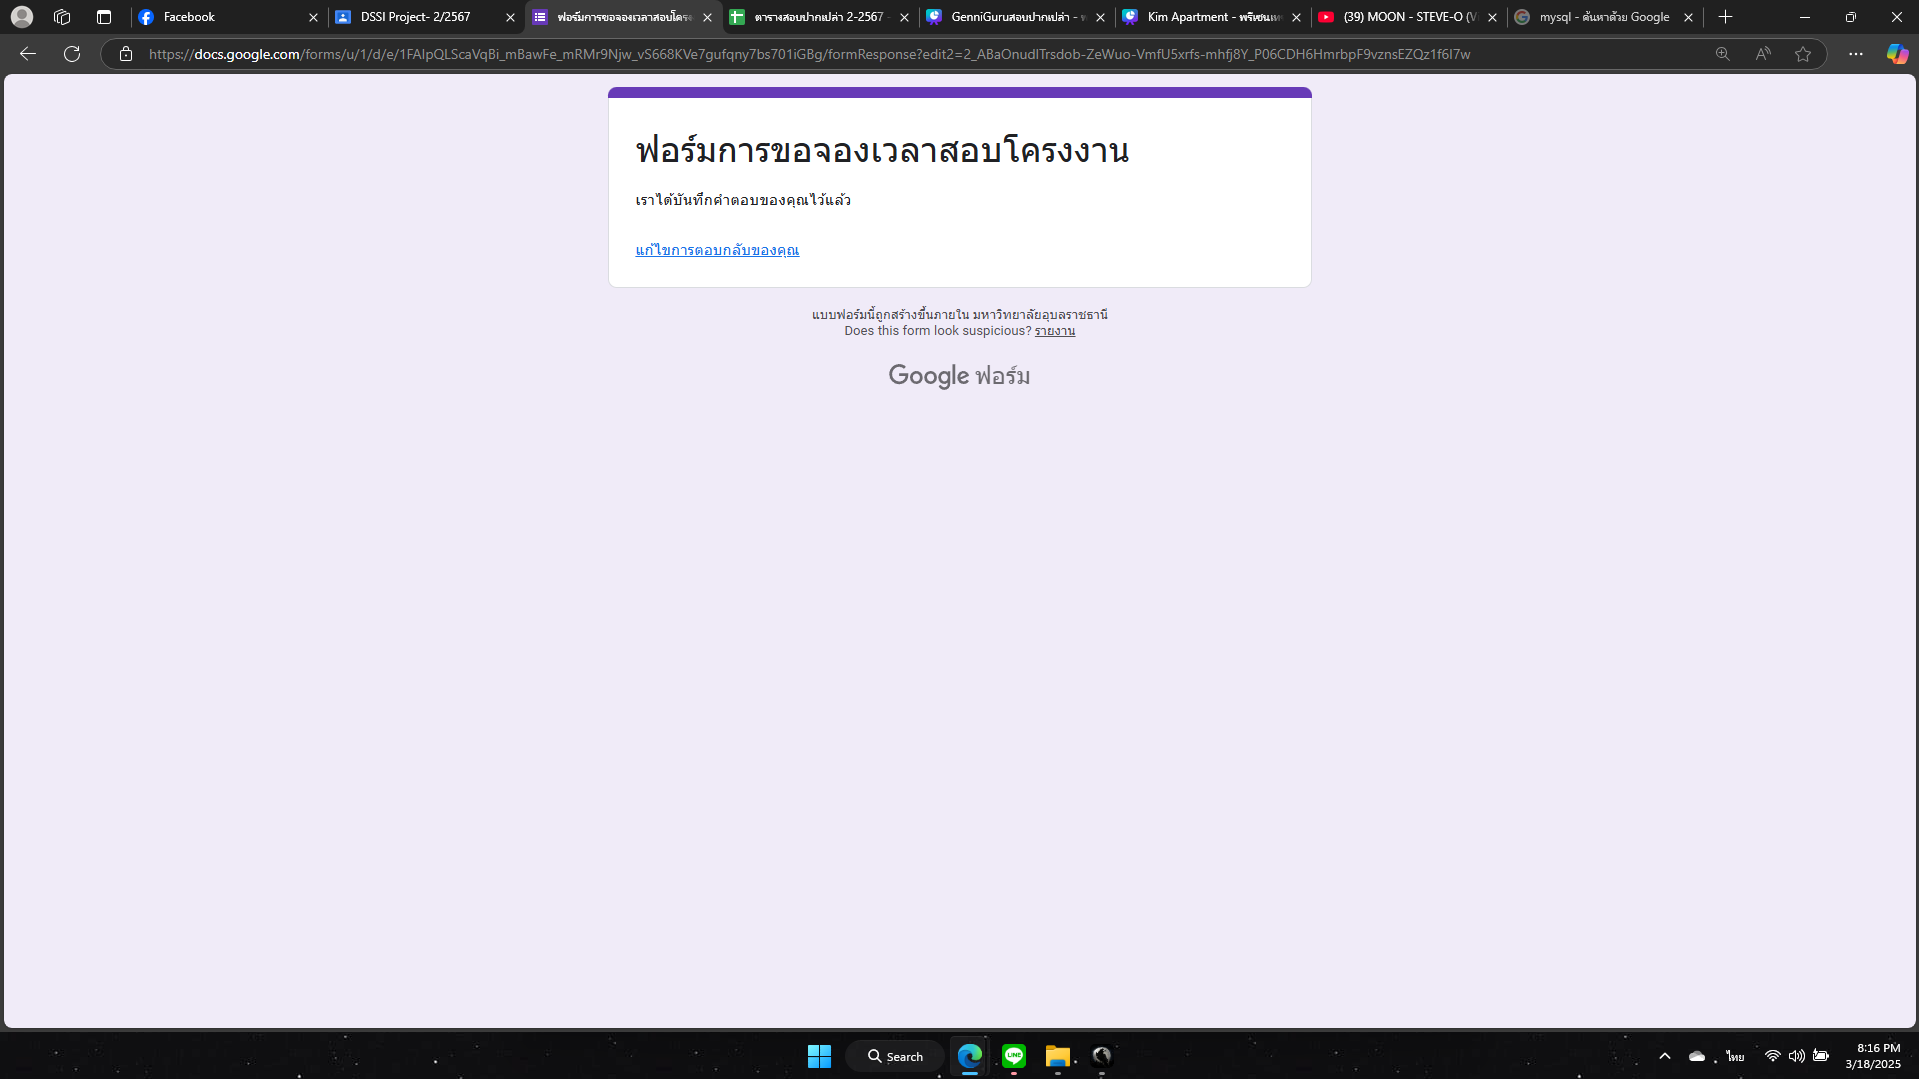 Facebook
DSSI Project- 2/2567
ฟอร์มการขอจองเวลาสอบโครง
ตารางสอบปากเปล่า 2-2567 -
GenniGuruสอบปากเปล่า -
Kim Apartment - พรีเซนเท
(39) MOON - STEVE-O (V
mysql - ค้นหาด้วย Google
https://docs.google.com/forms/u/1/d/e/1FAIpQLScaVqBi_mBawFe_mRMr9Njw_vS668KVe7gufqny7bs701iGBg/formResponse?edit2=2_ABaOnudITrsdob-ZeWuo-VmfU5xrfs-mhfj8Y_P06CDH6HmrbpF9vznsEZQz1f6I7w
ฟอร์มการขอจองเวลาสอบโครงงาน
เราได้บันทึกคำตอบของคุณไว้แล้ว
แก้ไขการตอบกลับของคุณ
แบบฟอร์มนี้ถูกสร้างขึ้นภายใน มหาวิทยาลัยอุบลราชธานี
Does this form look suspicious? รายงาน
Google ฟอร์ม
Search
LINE
ไทย
8:16 PM
3/18/2025